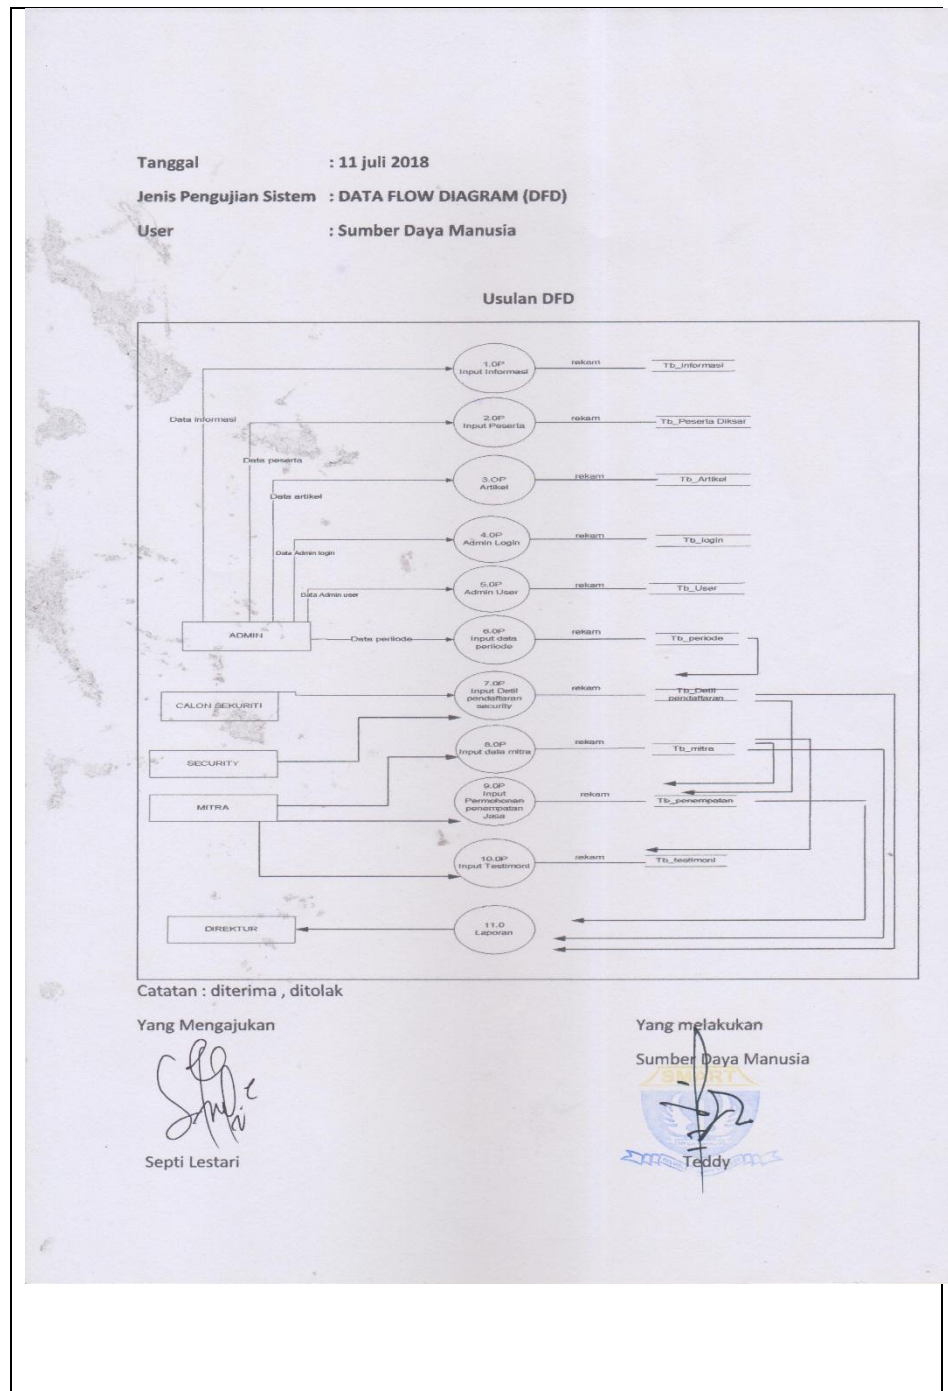 Tanggal : 11 juli 2018
Jenis Pengujian Sistem : DATA FLOW DIAGRAM (DFD)
User : Sumber Daya Manusia
Usulan DFD
1.0P
Input Informasi
rekam
Tb_Informasi
Data informasi
2.0P
Input Peserta
rekam
Tb_Peserta Diksar
Data peserta
3.OP
Artikel
rekam
Tb_Artikel
Data artikel
4.0P
Admin Login
rekam
Tb_login
Data Admin login
5.0P
Admin User
rekam
Tb_User
Data Admin user
ADMIN
Data periode
6.0P
Input data
periode
rekam
Tb_periode
CALON SEKURITI
7.0P
Input Detil
pendaftaran
security
rekam
Tb_Detil
pendaftaran
SECURITY
8.0P
Input data mitra
rekam
Tb_mitra
MITRA
9.0P
Input
Permohonan
penempatan
Jasa
rekam
Tb_penempatan
10.0P
Input Testimoni
rekam
Tb_testimoni
DIREKTUR
11.0
Laporan
Catatan : diterima , ditolak
Yang Mengajukan
Yang melakukan
Sumber Daya Manusia
SMART
Septi Lestari
Teddy